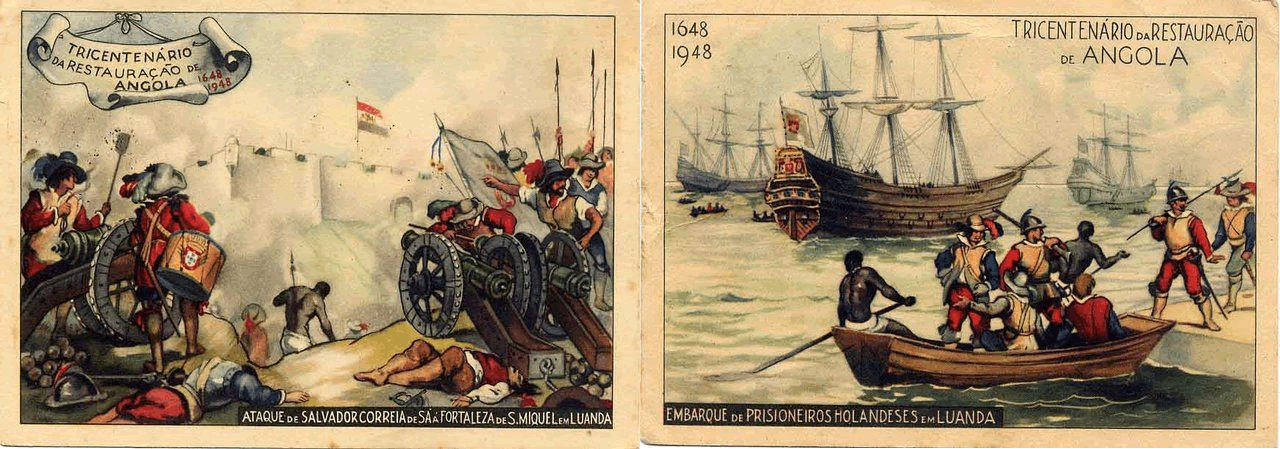 TRICENTENÁRIO
DA RESTAURAÇÃO DE
ANGOLA
1648
1948
ATAQUE DE SALVADOR CORREIA DE SÁ Á FORTALEZA DE S. MIQUEL EM LUANDA
1648
1948
TRICENTENÁRIO DA RESTAURAÇÃO
DE ANGOLA
EMBARQUE DE PRISIONEIROS HOLANDESES EM LUANDA